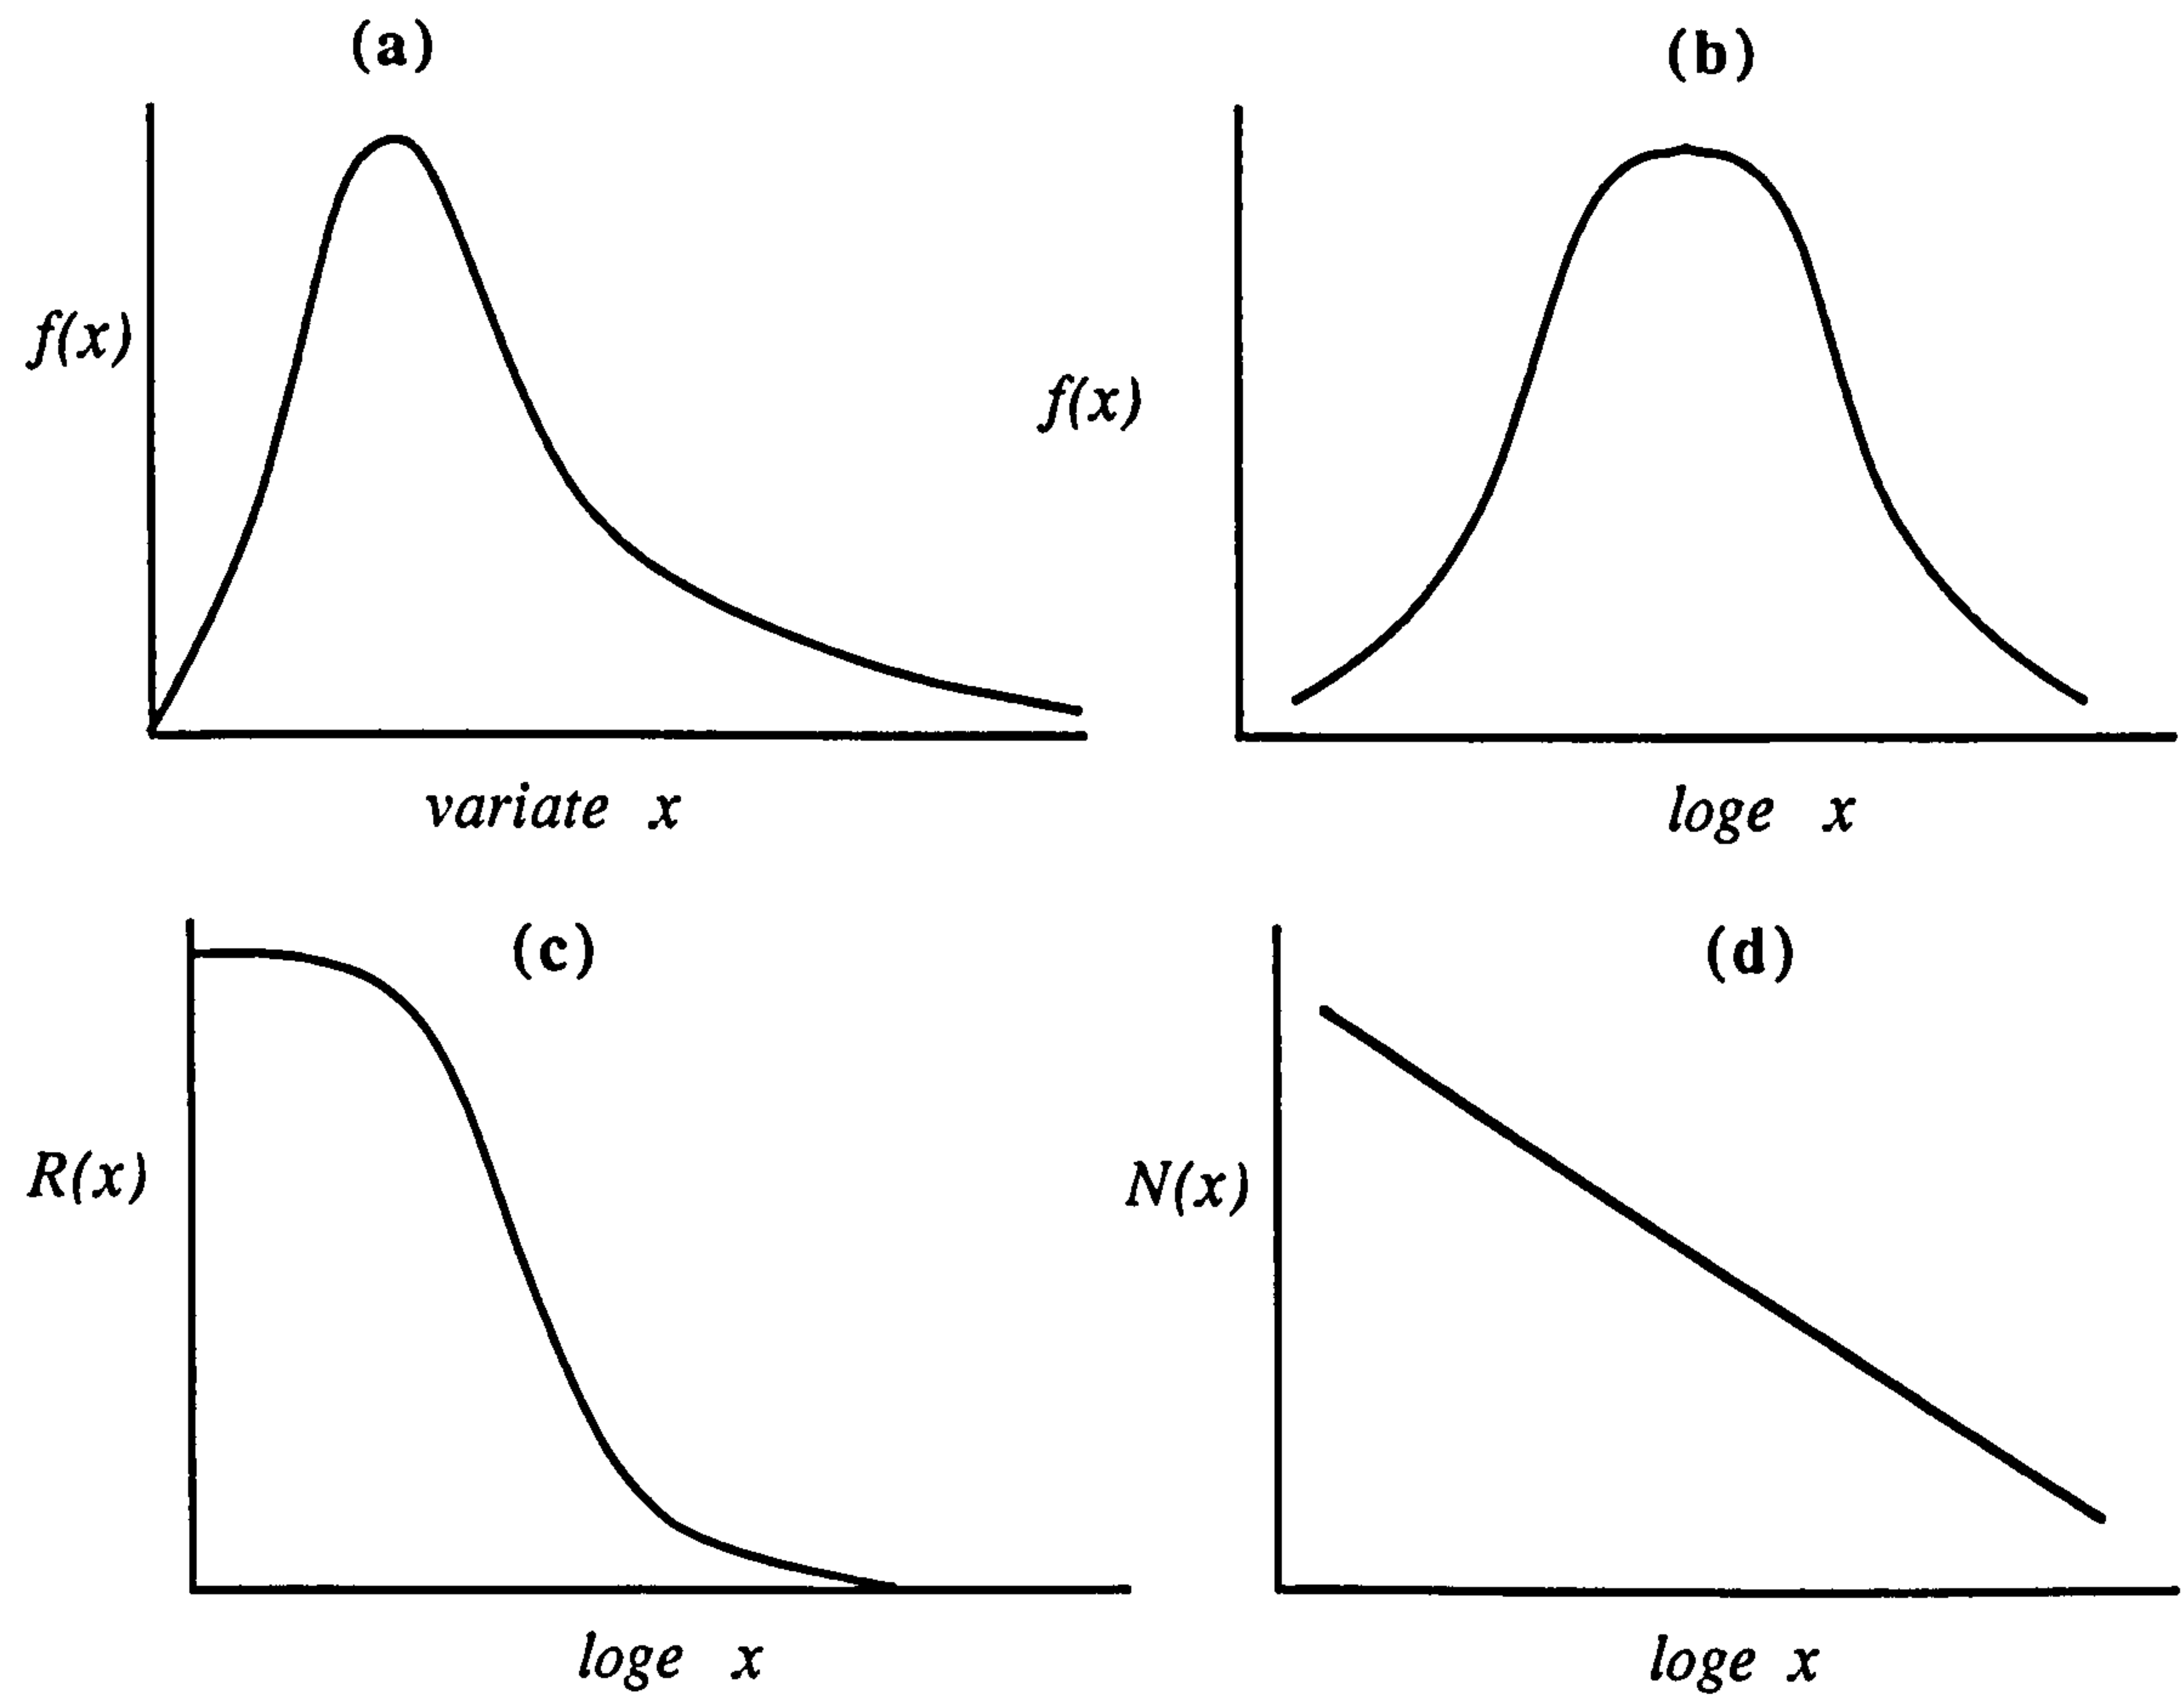 (a)
f(x)
variate x
(b)
f(x)
loge x
(c)
R(x)
loge x
(d)
N(x)
loge x